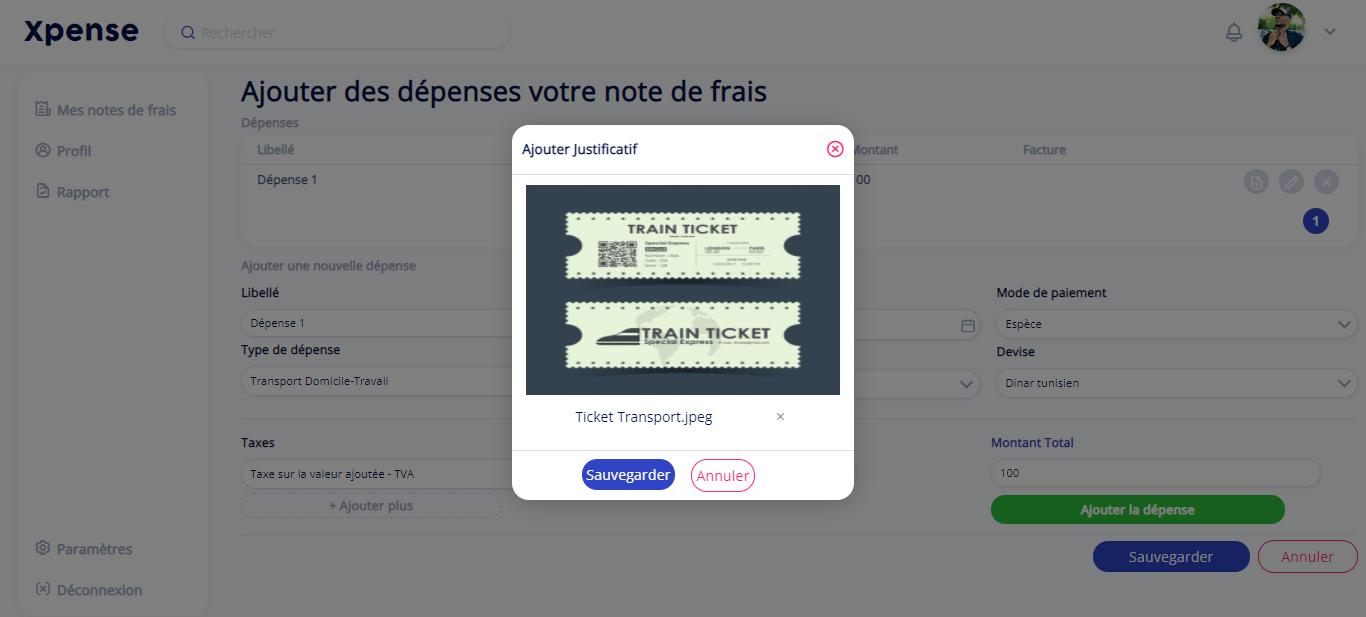 Xpense
Rechercher
Mes notes de frais
Profil
Rapport
Paramètres
Déconnexion
Ajouter des dépenses votre note de frais
Dépenses
Libellé
Montant
Facture
Dépense 1
00
1
Ajouter une nouvelle dépense
Libellé
Mode de paiement
Dépense 1
Espèce
Type de dépense
Devise
Transport Domicile-Travail
Dinar tunisien
Taxes
Montant Total
Taxe sur la valeur ajoutée - TVA
100
+ Ajouter plus
Ajouter la dépense
Sauvegarder
Annuler
Ajouter Justificatif
TRAIN TICKET
Special Express
LONDON
PARIS
TRAIN TICKET
Special Express
Ticket Transport.jpeg
×
Sauvegarder
Annuler